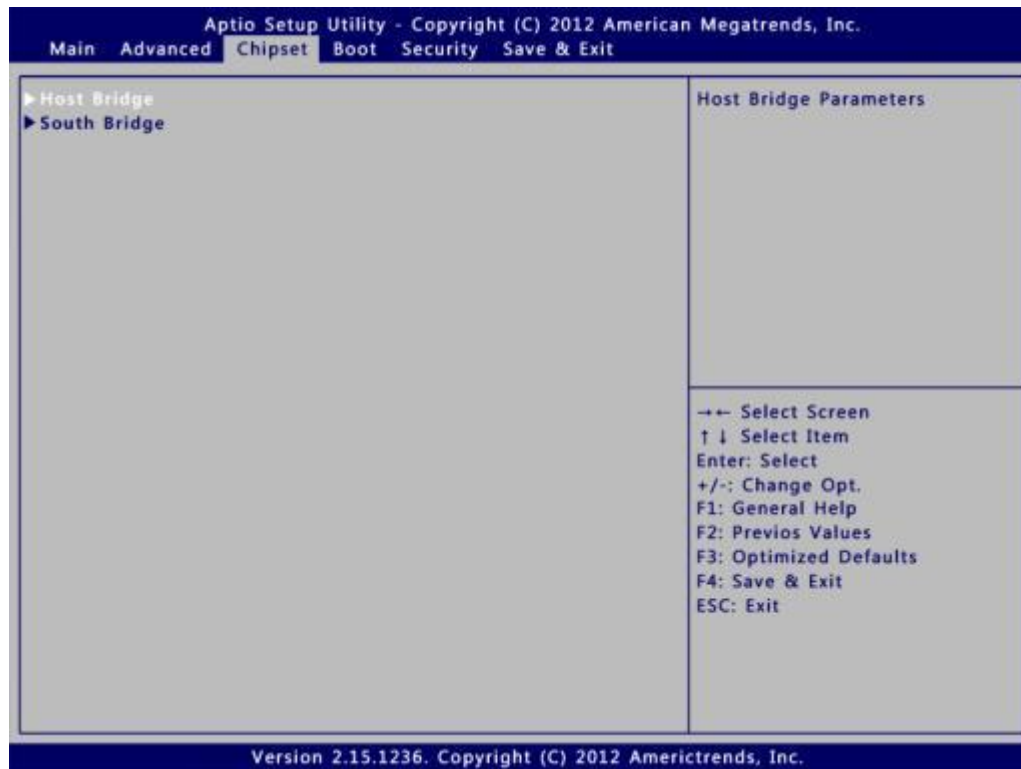 Aptio Setup Utility - Copyright (C) 2012 American Megatrends, Inc.
Main Advanced Chipset Boot Security Save & Exit
▶Host Bridge
▶South Bridge
Host Bridge Parameters
→← Select Screen
↑↓ Select Item
Enter: Select
+/-: Change Opt.
F1: General Help
F2: Previos Values
F3: Optimized Defaults
F4: Save & Exit
ESC: Exit
Version 2.15.1236. Copyright (C) 2012 Americtrends, Inc.